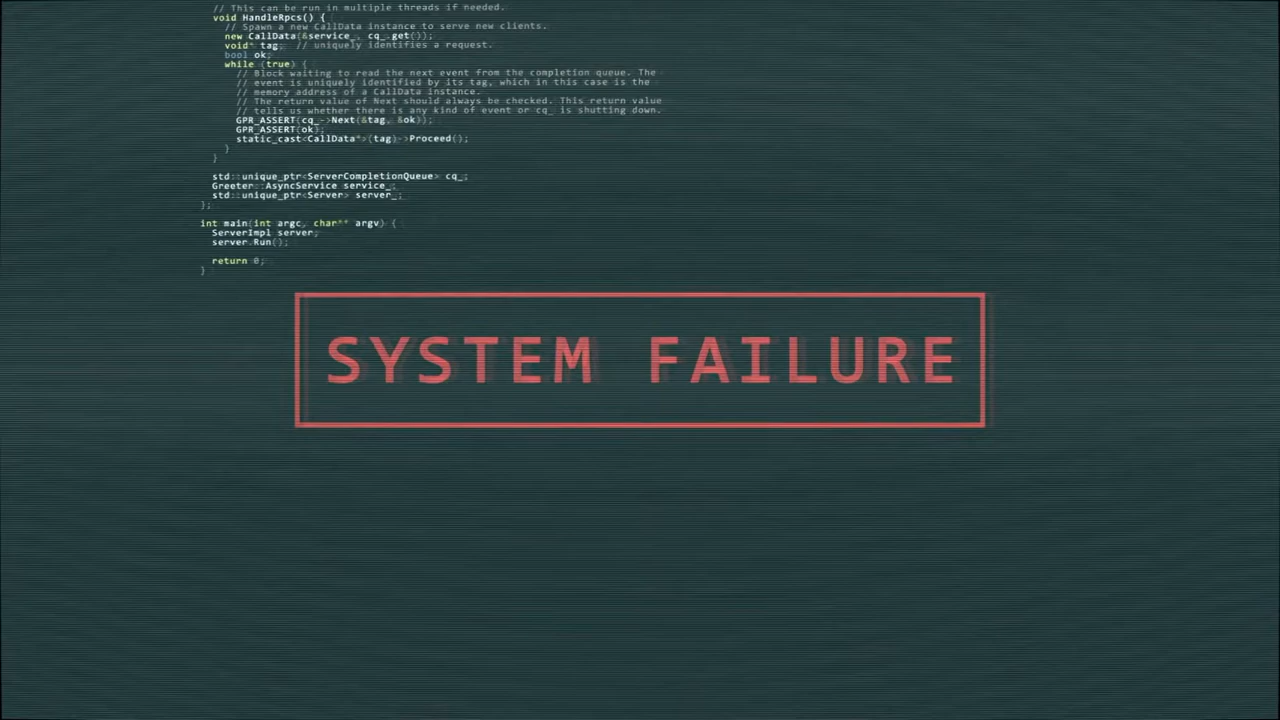 // This can be run in multiple threads if needed.
void HandleRpcs() {
// Spawn a new CallData instance to serve new clients.
new CallData(&service_, cq_.get());
void* tag;  // uniquely identifies a request.
bool ok;
while (true) {
// Block waiting to read the next event from the completion queue. The
// event is uniquely identified by its tag, which in this case is the
// memory address of a CallData instance.
// The return value of Next should always be checked. This return value
// tells us whether there is any kind of event or cq_ is shutting down.
GPR_ASSERT(cq_->Next(&tag, &ok));
GPR_ASSERT(ok);
static_cast<CallData*>(tag)->Proceed();
}
}
std::unique_ptr<ServerCompletionQueue> cq_;
Greeter::AsyncService service_;
std::unique_ptr<Server> server_;
};
int main(int argc, char** argv) {
ServerImpl server;
server.Run();
return 0;
}
SYSTEM FAILURE